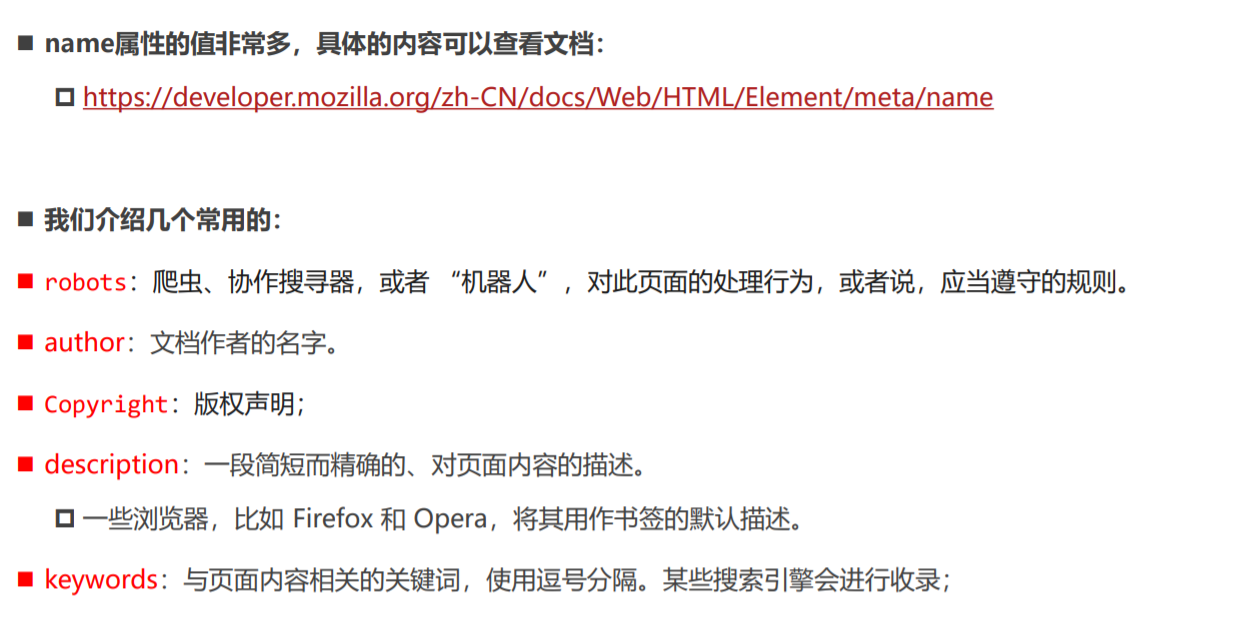 name属性的值非常多，具体的内容可以查看文档：
https://developer.mozilla.org/zh-CN/docs/Web/HTML/Element/meta/name
我们介绍几个常用的：
robots：爬虫、协作搜寻器，或者 “机器人”，对此页面的处理行为，或者说，应当遵守的规则。
author：文档作者的名字。
Copyright：版权声明；
description：一段简短而精确的、对页面内容的描述。
一些浏览器，比如 Firefox 和 Opera，将其用作书签的默认描述。
keywords：与页面内容相关的关键词，使用逗号分隔。某些搜索引擎会进行收录；